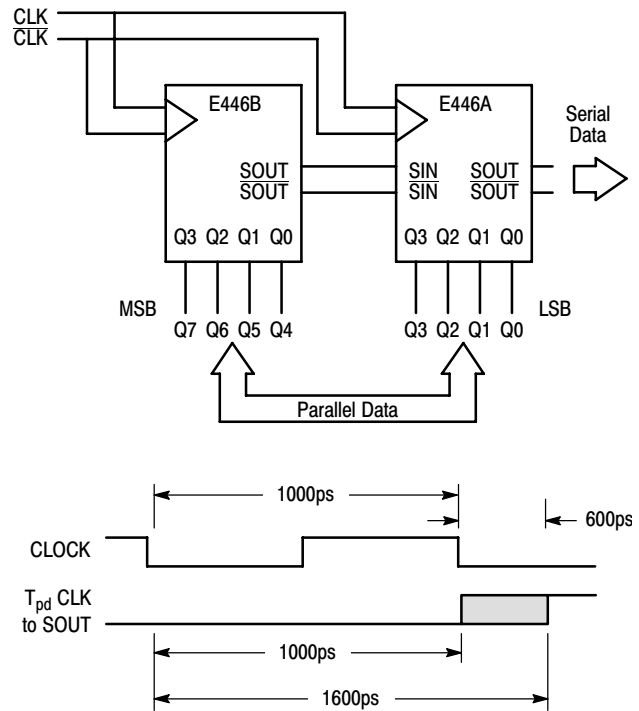 CLK
CLK
E446B
E446A
Serial
Data
SOUT
SOUT
SIN
SIN
SOUT
SOUT
Q3 Q2 Q1 Q0
Q3 Q2 Q1 Q0
MSB
LSB
Q7 Q6 Q5 Q4
Q3 Q2 Q1 Q0
Parallel Data
1000ps
600ps
CLOCK
Tpd CLK
to SOUT
1000ps
1600ps